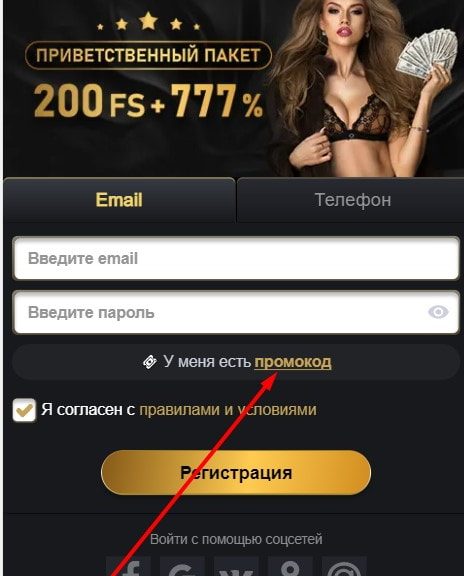 ПРИВЕТСТВЕННЫЙ ПАКЕТ
200 FS + 777 %
Email
Телефон
Введите email
Введите пароль
У меня есть промокод
Я согласен с правилами и условиями
Регистрация
Войти с помощью соцсетей